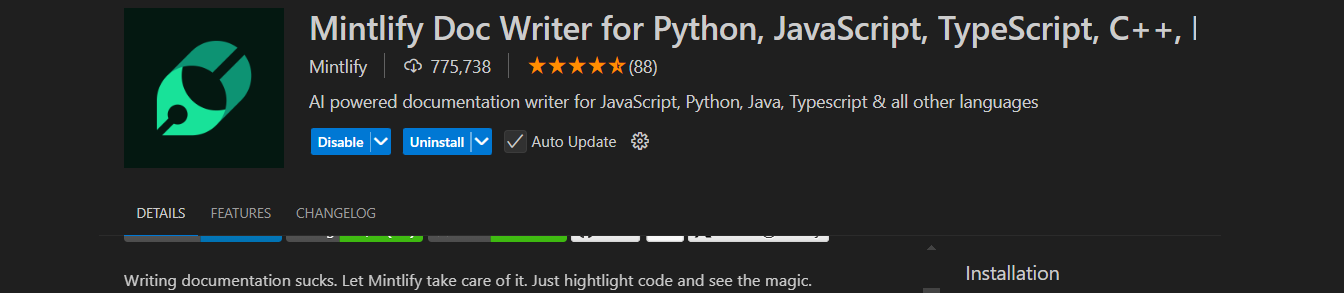 Mintlify Doc Writer for Python, JavaScript, TypeScript, C++,
Mintlify 775,738 (88)
AI powered documentation writer for JavaScript, Python, Java, Typescript & all other languages
Disable Uninstall Auto Update
DETAILS FEATURES CHANGELOG
Writing documentation sucks. Let Mintlify take care of it. Just hightlight code and see the magic.
Installation